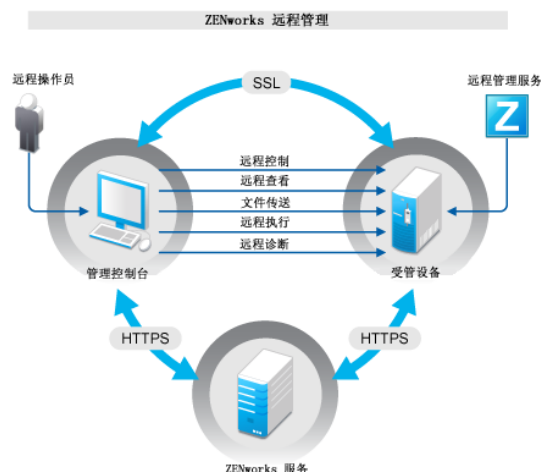 ZENworks 远程管理
远程操作员
SSL
远程管理服务
Z
远程控制
远程查看
文件传送
远程执行
远程诊断
管理控制台
受管设备
HTTPS
HTTPS
ZENworks 服务